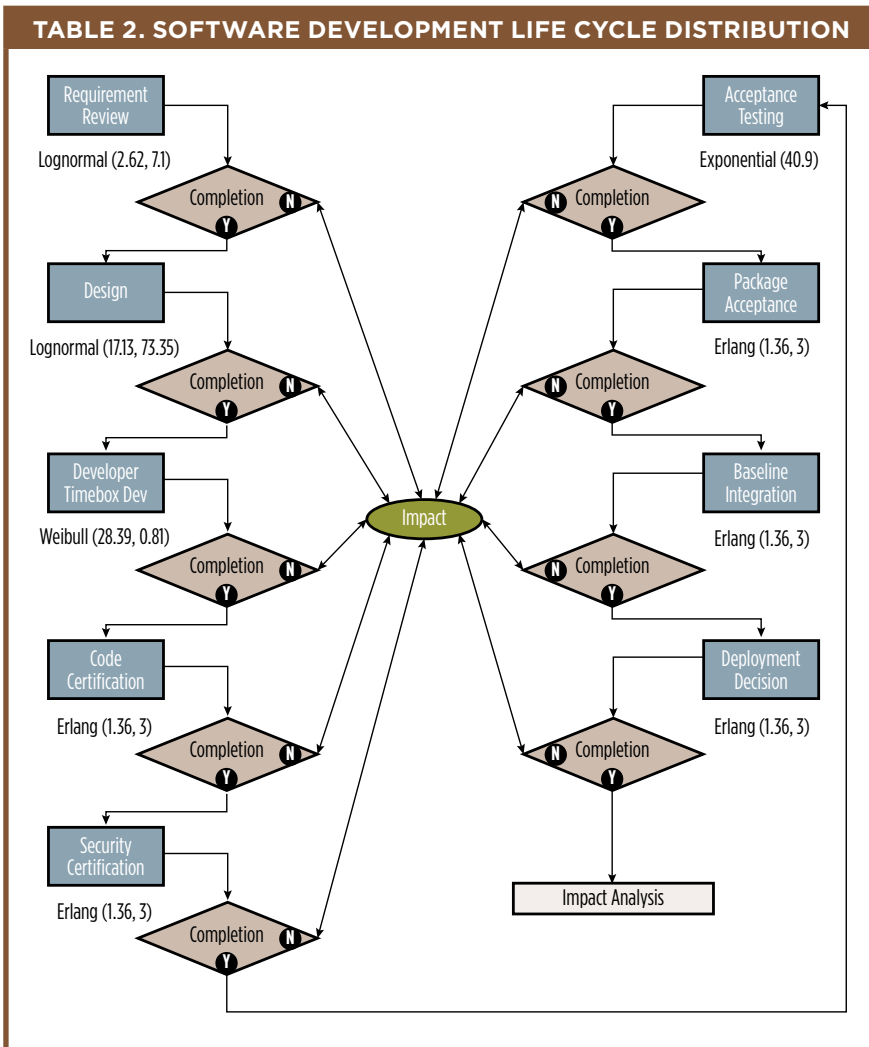 TABLE 2. SOFTWARE DEVELOPMENT LIFE CYCLE DISTRIBUTION
Requirement
Review
Lognormal (2.62, 7.1)
Completion
N
Y
Design
Lognormal (17.13, 73.35)
Completion
N
Y
Developer
Timebox Dev
Weibull (28.39, 0.81)
Completion
N
Y
Code
Certification
Erlang (1.36, 3)
Completion
N
Y
Security
Certification
Erlang (1.36, 3)
Completion
N
Y
Impact
Acceptance
Testing
Exponential (40.9)
Completion
N
Y
Package
Acceptance
Erlang (1.36, 3)
Completion
N
Y
Baseline
Integration
Erlang (1.36, 3)
Completion
N
Y
Deployment
Decision
Erlang (1.36, 3)
Completion
N
Y
Impact Analysis